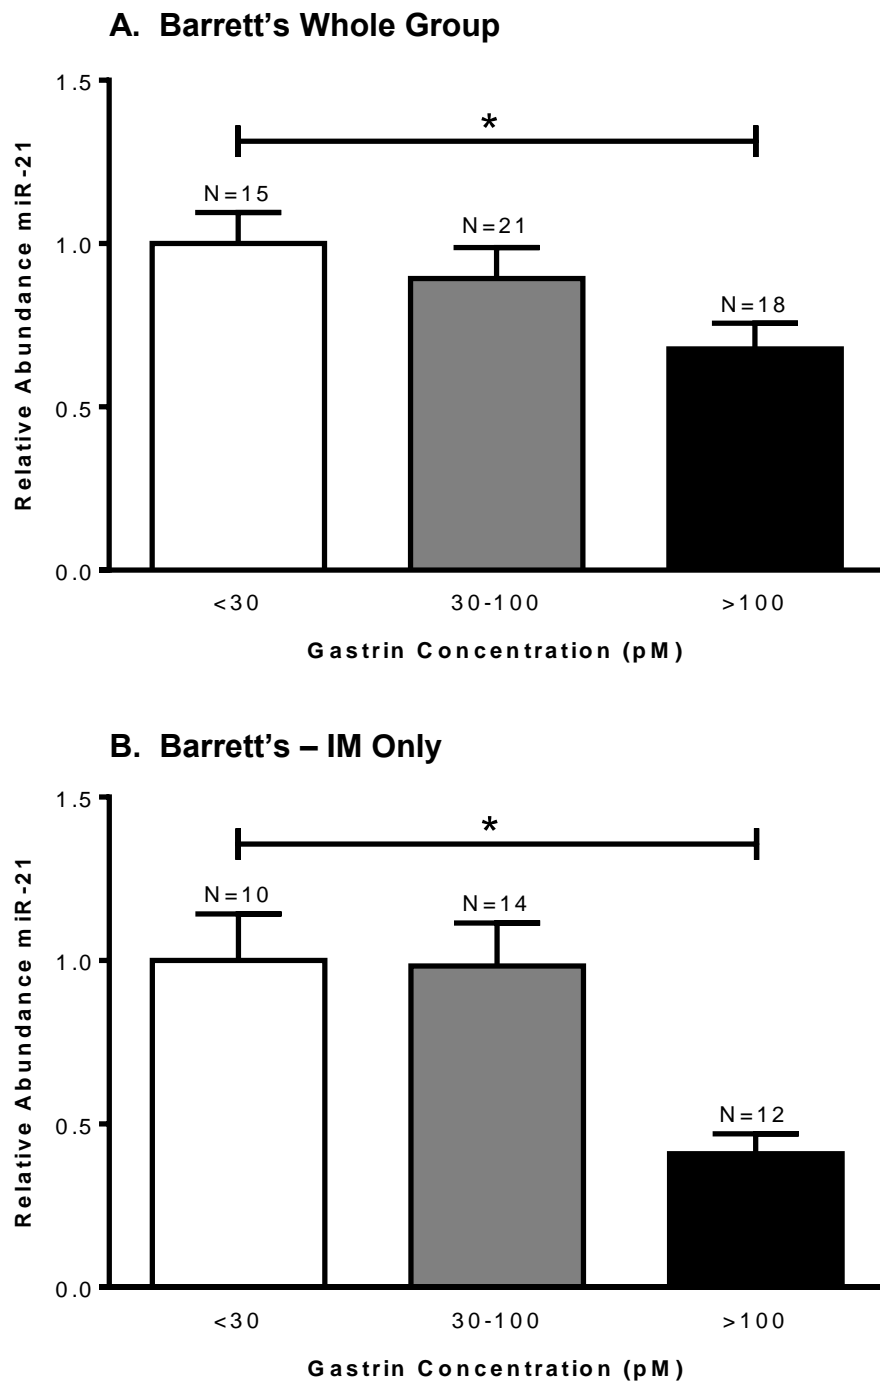 A. Barrett's Whole Group
1.5
*
N=15
N=21
1.0
N=18
0.5
0.0
Relative Abundance miR-21
<30
30-100
>100
Gastrin Concentration (pM)
B. Barrett's – IM Only
1.5
*
N=10
N=14
1.0
N=12
0.5
0.0
Relative Abundance miR-21
<30
30-100
>100
Gastrin Concentration (pM)